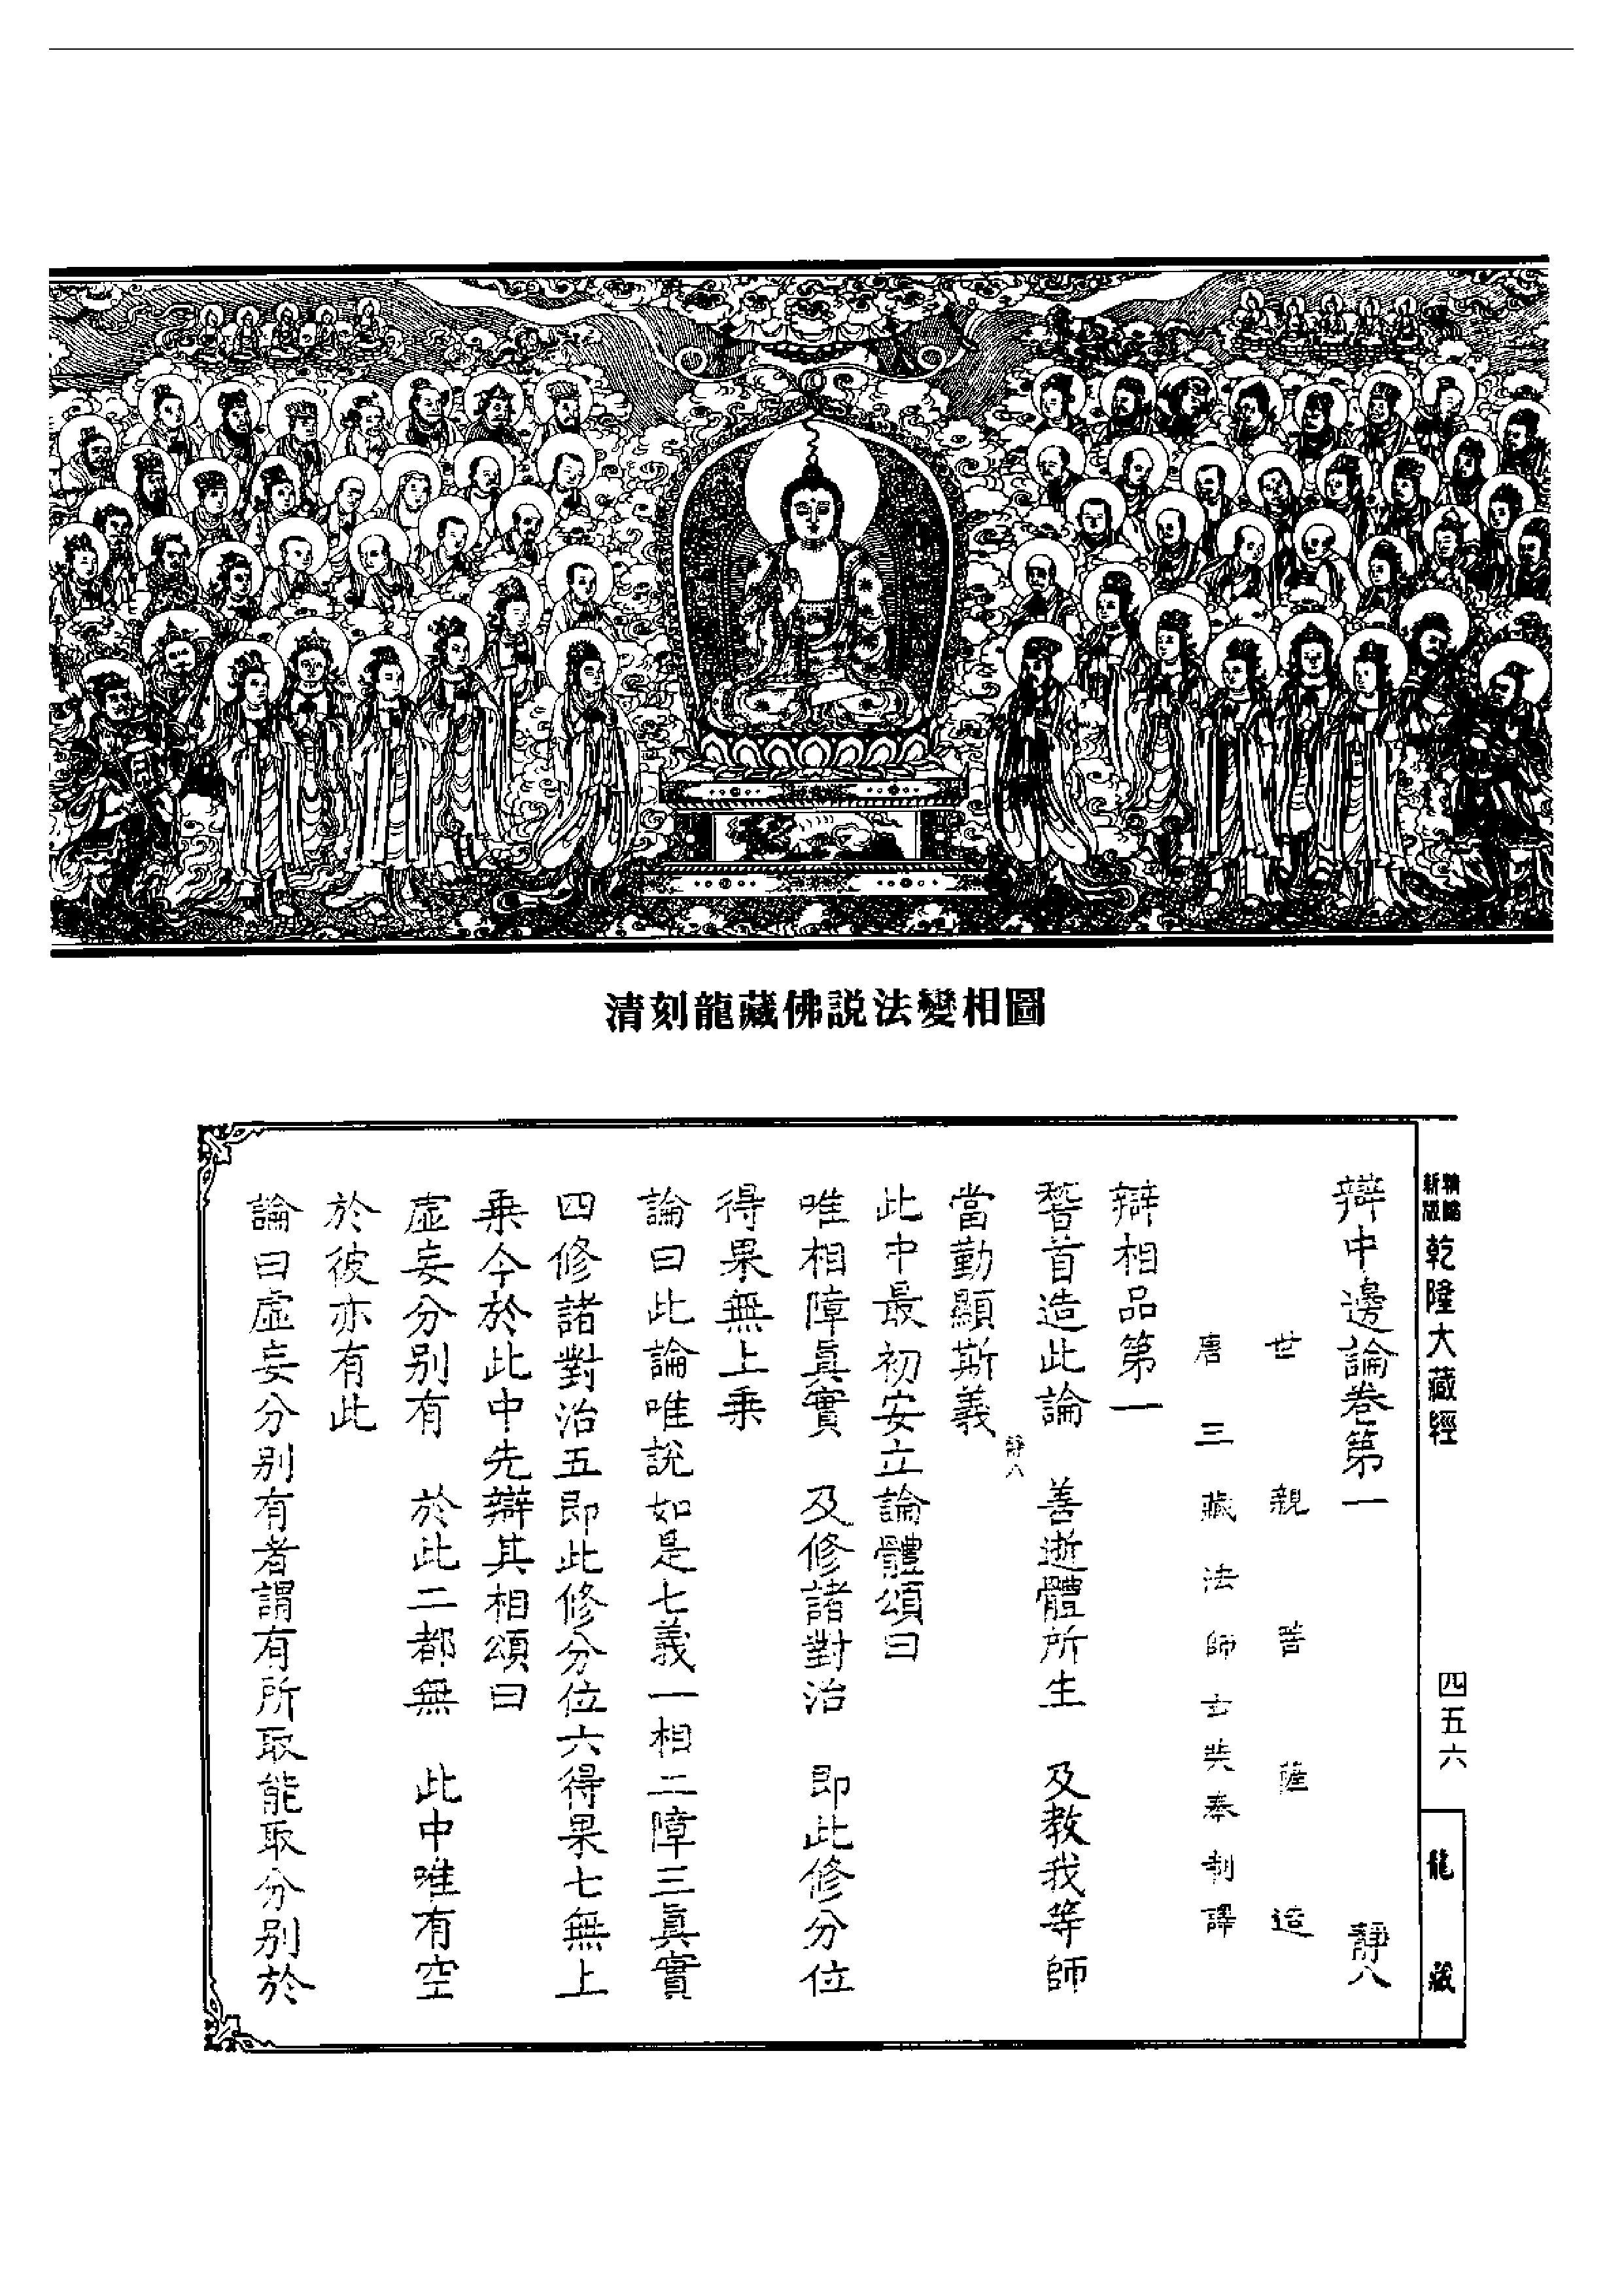 清刻龍藏佛説法變相圖
新版精縮乾隆大藏經
四五六
龍藏
辯中邊論卷第一 靜八
世親菩薩造
唐三藏法師玄奘奉制譯
辯相品第一
稽首造此論 善逝體所生 及教我等師
靜八
當勤顯斯義
此中最初安立論體頌曰
唯相障眞實 及修諸對治 即此修分位
得果無上乘
論曰此論唯說如是七義一相二障三眞實
四修諸對治五即此修分位六得果七無上
乘今於此中先辯其相頌曰
虛妄分别有 於此二都無 此中唯有空
於彼亦有此
論曰虛妄分别有者謂有所取能取分别於